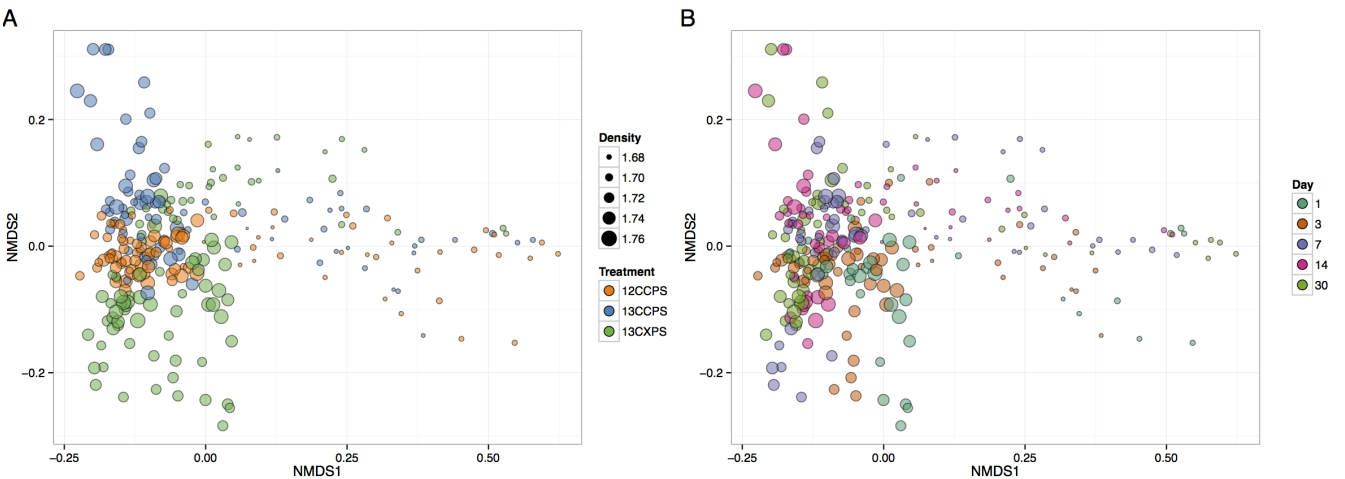 A
0.2
0.0
−0.2
NMDS2
−0.25
0.00
0.25
0.50
NMDS1
Density
1.68
1.70
1.72
1.74
1.76
Treatment
12CCPS
13CCPS
13CXPS
B
0.2
0.0
−0.2
NMDS2
−0.25
0.00
0.25
0.50
NMDS1
Day
1
3
7
14
30